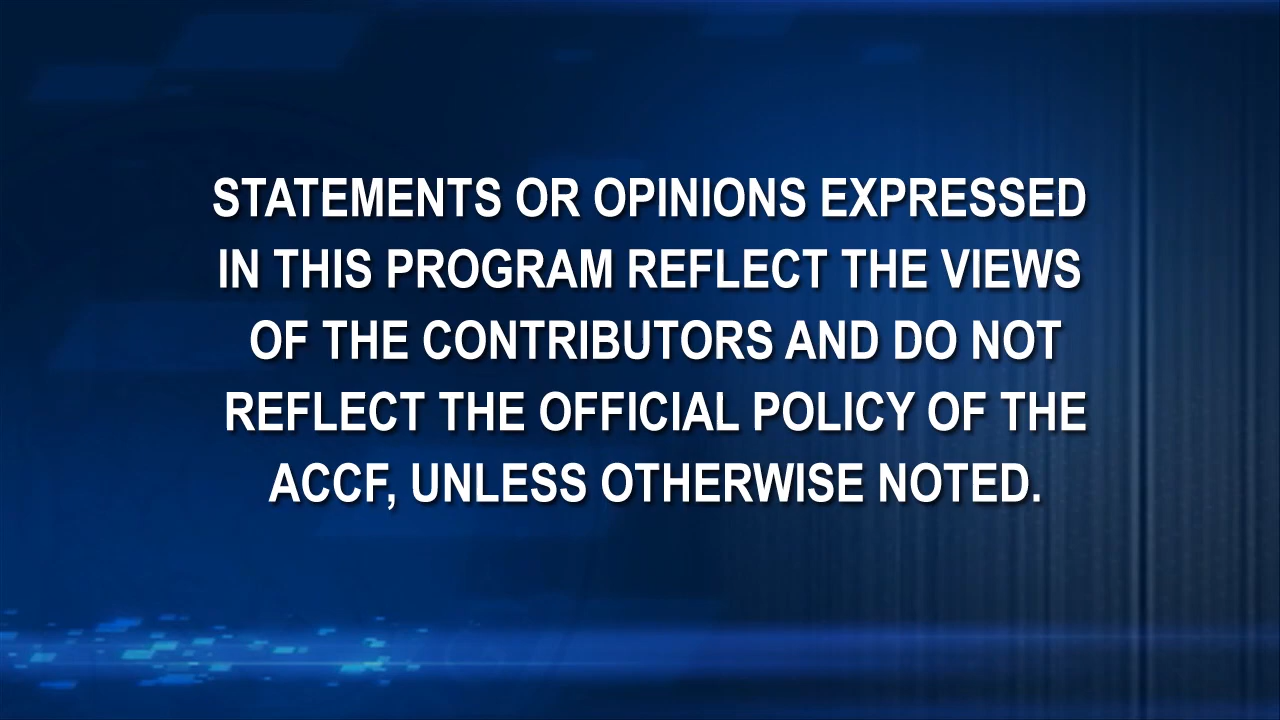 STATEMENTS OR OPINIONS EXPRESSED
IN THIS PROGRAM REFLECT THE VIEWS
OF THE CONTRIBUTORS AND DO NOT
REFLECT THE OFFICIAL POLICY OF THE
ACCF, UNLESS OTHERWISE NOTED.